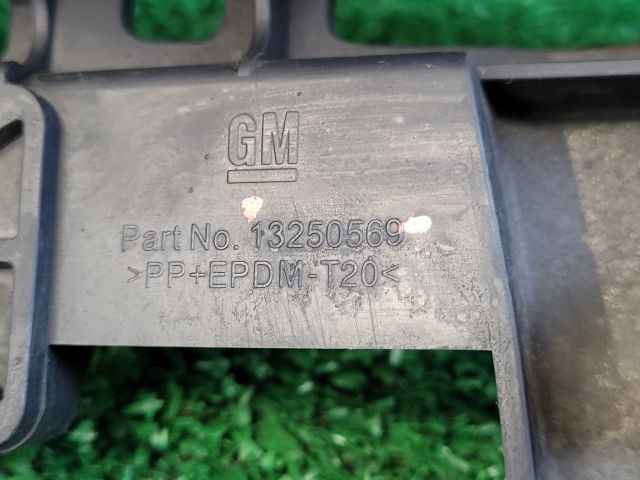 GM
Part No. 13250569
>PP+EPDM-T20<